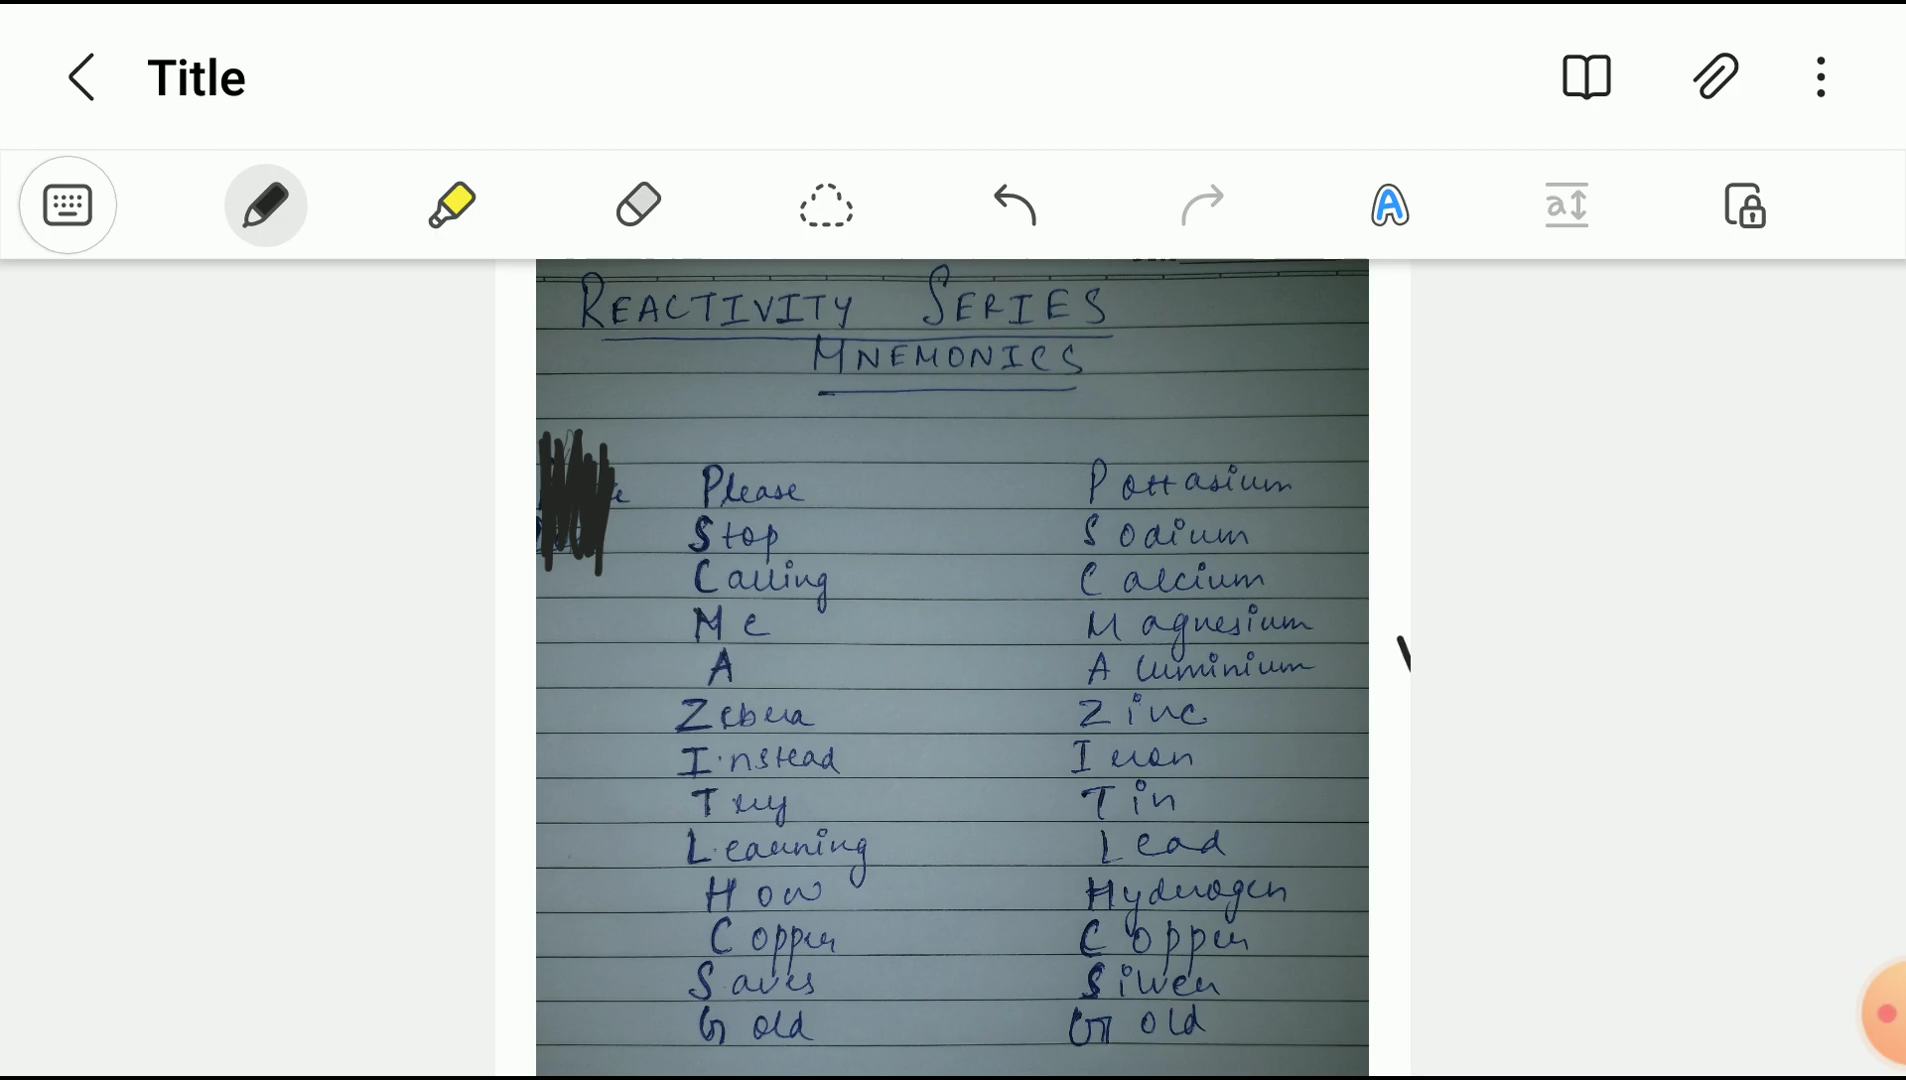 Title
REACTIVITY SERIES
MNEMONICS
Please Pottasium
Stop Sodium
Calling Calcium
Me Magnesium
A Aluminium
Zebra Zinc
Instead Iron
Try Tin
Learning Lead
How Hydrogen
Copper Copper
Saves Silver
Gold Gold